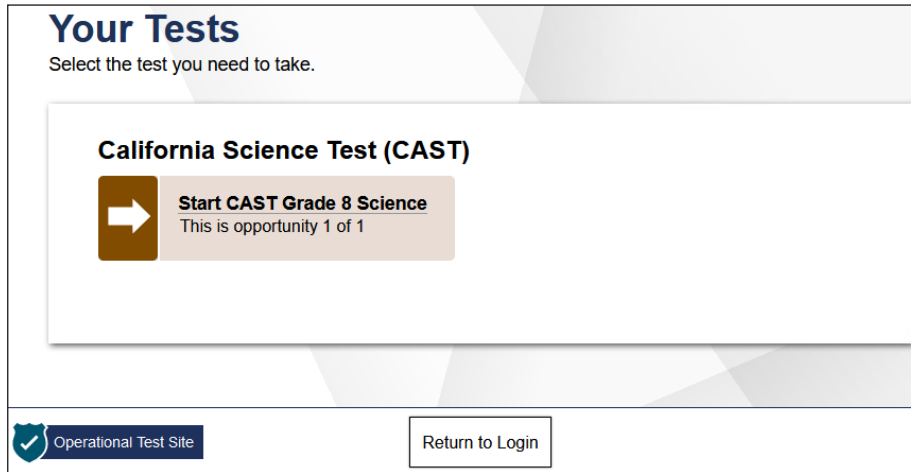 Your Tests
Select the test you need to take.
California Science Test (CAST)
Start CAST Grade 8 Science
This is opportunity 1 of 1
Operational Test Site
Return to Login